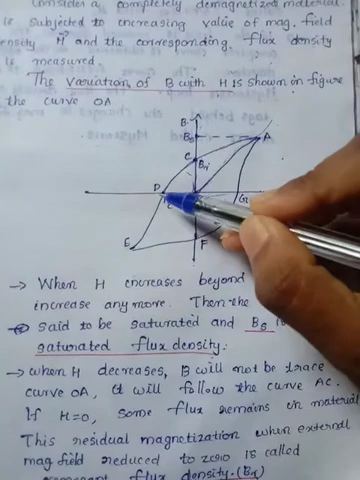 Consider a completely demagnetized material
is subjected to encreasing value of mag. field
ensity H and the corresponding flux density
is measured
The variation of B with H is shown in figure
the curve OA
B
Bs
A
C
Br
D
G
E
F
→ When H encreases beyond
increase any more. Then the
said to be saturated and Bs is
saturated flux density.
→ when H decreases, B will not be trace
curve OA, it will follow the curve AC.
If H=0, some flux remains in material
This residual magnetization when external
mag field reduced to zero is called
flux density. (Br)